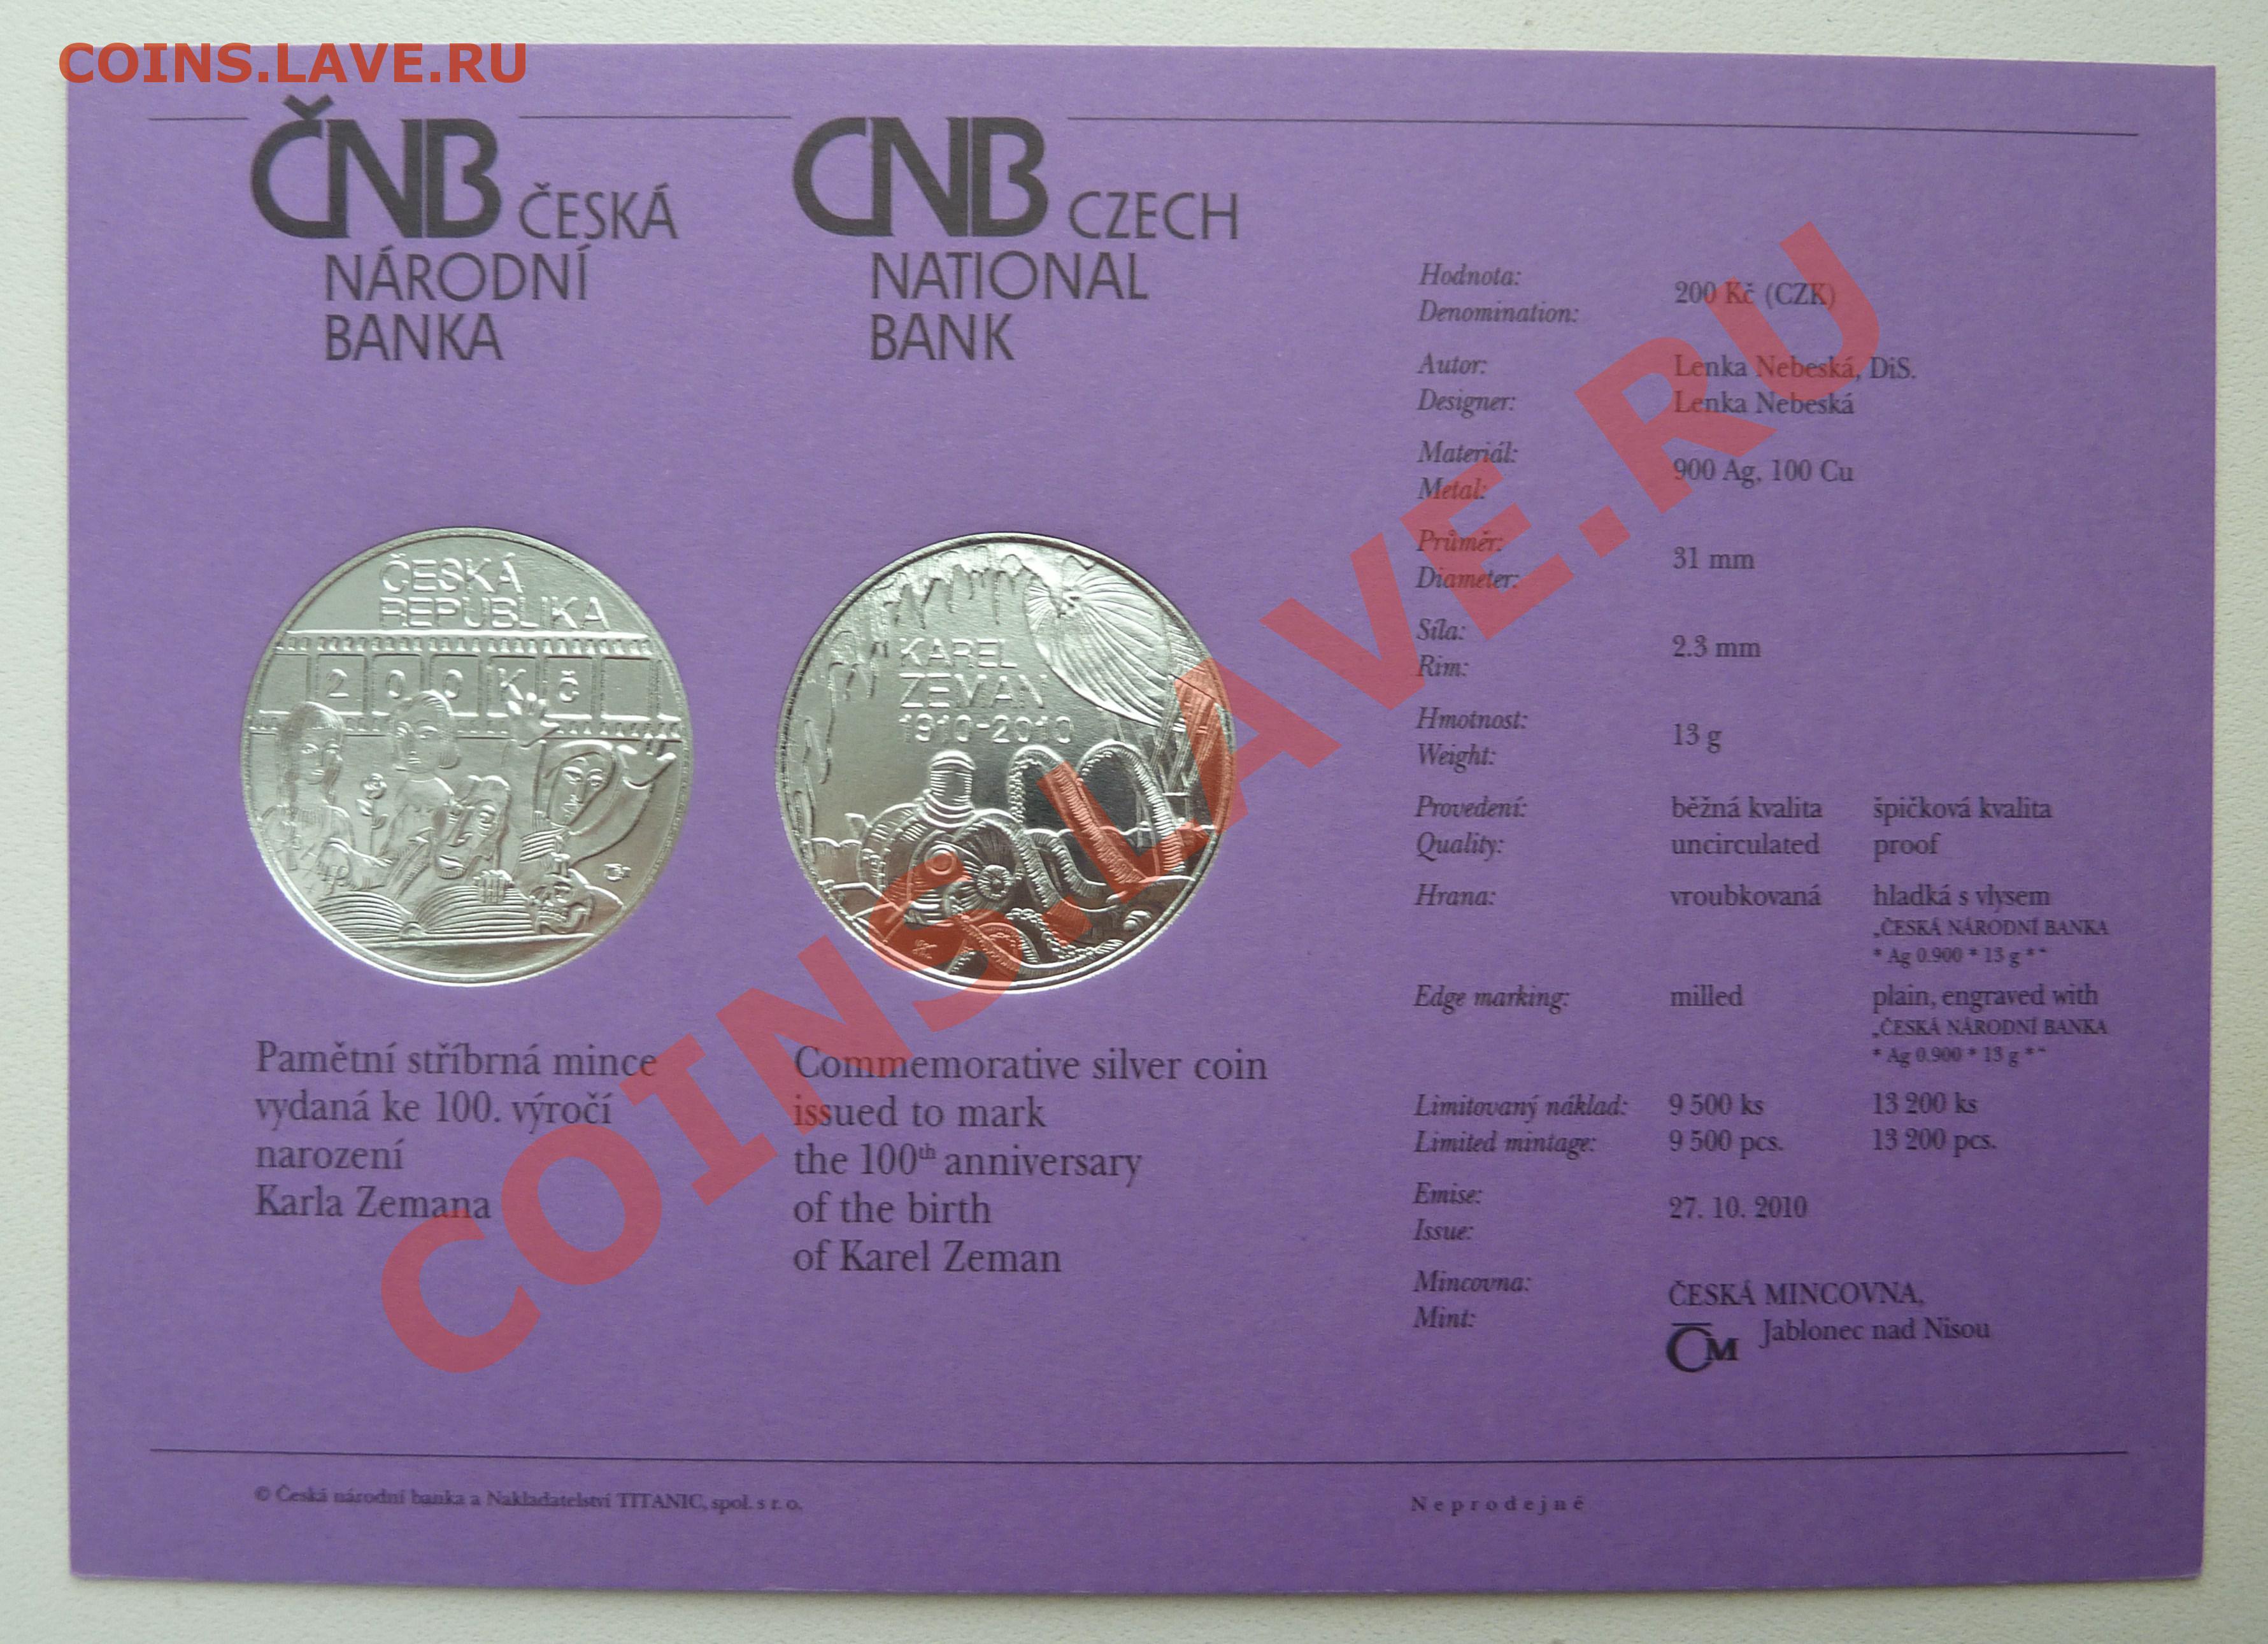 COINS.LAVE.RU
ČNB ČESKÁ
NÁRODNÍ
BANKA
CNB CZECH
NATIONAL
BANK
ČESKÁ
REPUBLIKA
200Kč
KAREL
ZEMAN
1910-2010
Pamětní stříbrná mince
vydaná ke 100. výročí
narození
Karla Zemana
Commemorative silver coin
issued to mark
the 100th anniversary
of the birth
of Karel Zeman
Hodnota:
Denomination:
200 Kč (CZK)
Autor: Lenka Nebeská, DiS.
Designer: Lenka Nebeská
Materiál:
Metal:
900 Ag, 100 Cu
Průměr:
Diameter:
31 mm
Síla:
Rim:
2.3 mm
Hmotnost:
Weight:
13 g
Provedení: běžná kvalita špičková kvalita
Quality: uncirculated proof
Hrana: vroubkovaná hladká s vlysem
„ČESKÁ NÁRODNÍ BANKA
* Ag 0.900 * 13 g *“
Edge marking: milled plain, engraved with
„ČESKÁ NÁRODNÍ BANKA
* Ag 0.900 * 13 g *“
Limitovaný náklad: 9 500 ks 13 200 ks
Limited mintage: 9 500 pcs. 13 200 pcs.
Emise:
Issue:
27. 10. 2010
Mincovna:
Mint:
ČESKÁ MINCOVNA,
ČM Jablonec nad Nisou
© Česká národní banka a Nakladatelství TITANIC, spol. s r. o.
Neprodejné
COINS.LAVE.RU